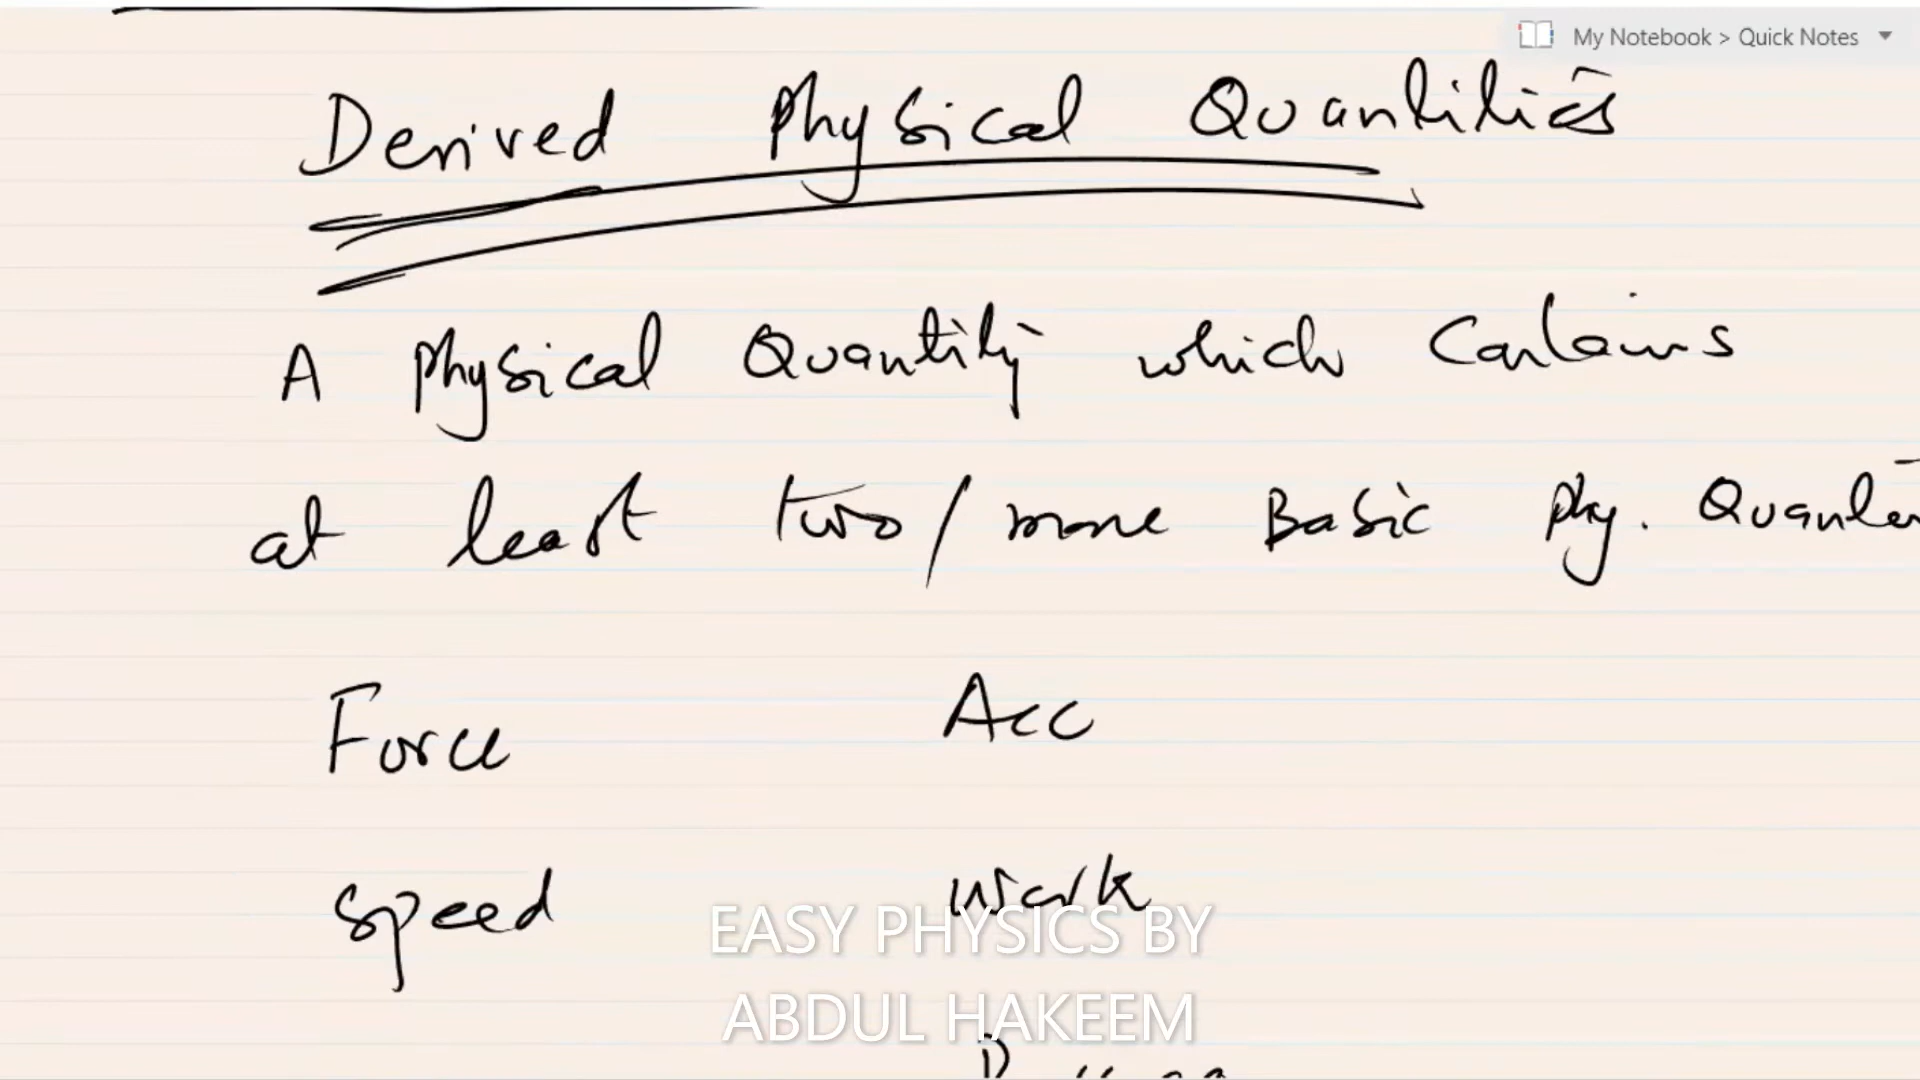 My Notebook > Quick Notes
Derived Physical Quantities
A Physical Quantity which Contains
at least two/more Basic phy.
Force Acc
Speed Work
EASY PHYSICS BY
ABDUL HAKEEM